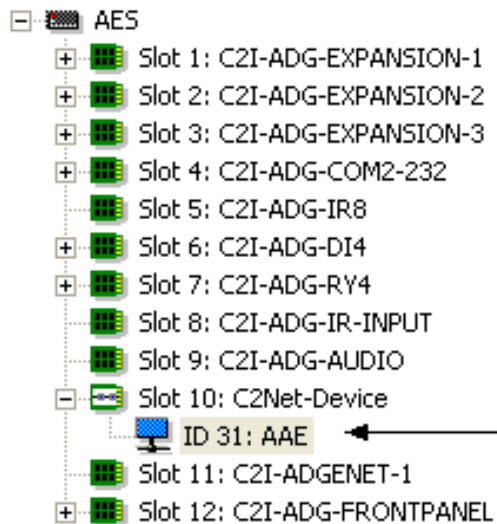 AES
Slot 1: C2I-ADG-EXPANSION-1
Slot 2: C2I-ADG-EXPANSION-2
Slot 3: C2I-ADG-EXPANSION-3
Slot 4: C2I-ADG-COM2-232
Slot 5: C2I-ADG-IR8
Slot 6: C2I-ADG-DI4
Slot 7: C2I-ADG-RY4
Slot 8: C2I-ADG-IR-INPUT
Slot 9: C2I-ADG-AUDIO
Slot 10: C2Net-Device
ID 31: AAE
Slot 11: C2I-ADGENET-1
Slot 12: C2I-ADG-FRONTPANEL